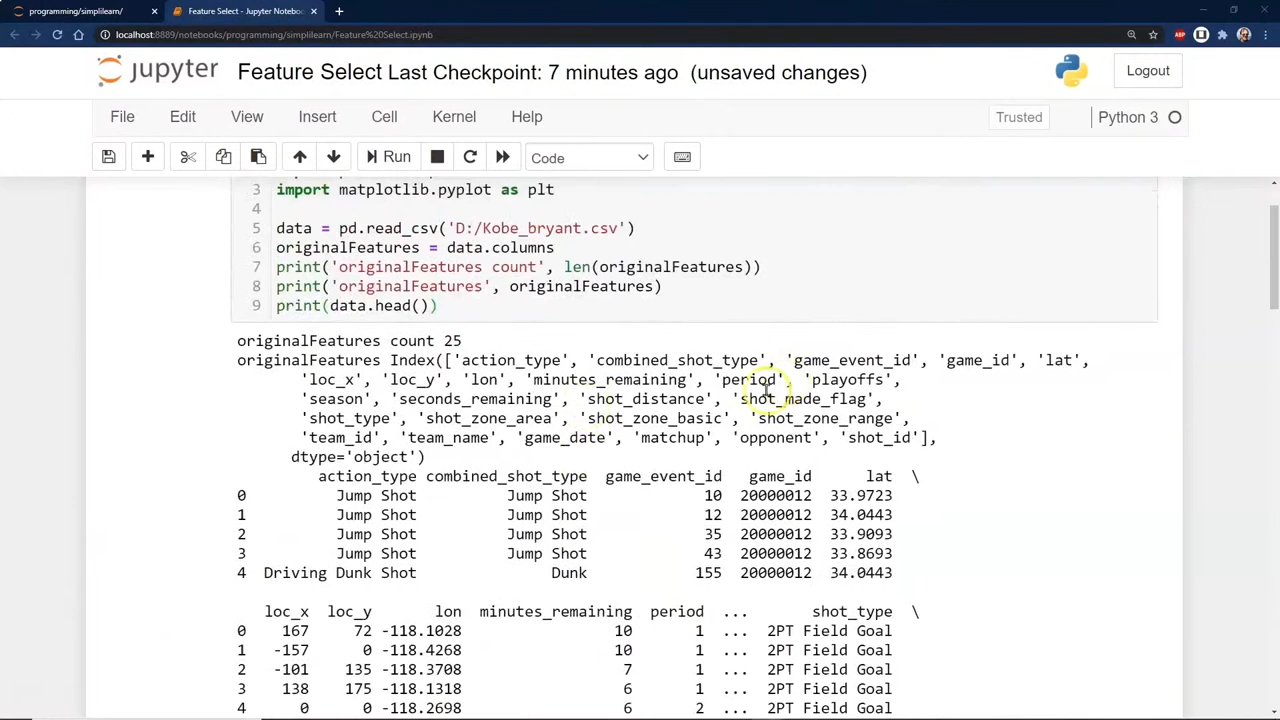 programming/simplilearn/
Feature Select - Jupyter Noteboo
localhost:8889/notebooks/programming/simplilearn/Feature%20Select.ipynb
ABP
jupyter Feature Select Last Checkpoint: 7 minutes ago (unsaved changes)
Logout
File Edit View Insert Cell Kernel Help Trusted Python 3
Run Code
3 import matplotlib.pyplot as plt
4
5 data = pd.read_csv('D:/Kobe_bryant.csv')
6 originalFeatures = data.columns
7 print('originalFeatures count', len(originalFeatures))
8 print('originalFeatures', originalFeatures)
9 print(data.head())
originalFeatures count 25
originalFeatures Index(['action_type', 'combined_shot_type', 'game_event_id', 'game_id', 'lat',
'loc_x', 'loc_y', 'lon', 'minutes_remaining', 'period', 'playoffs',
'season', 'seconds_remaining', 'shot_distance', 'shot_made_flag',
'shot_type', 'shot_zone_area', 'shot_zone_basic', 'shot_zone_range',
'team_id', 'team_name', 'game_date', 'matchup', 'opponent', 'shot_id'],
dtype='object')
action_type combined_shot_type game_event_id game_id lat \
0 Jump Shot Jump Shot 10 20000012 33.9723
1 Jump Shot Jump Shot 12 20000012 34.0443
2 Jump Shot Jump Shot 35 20000012 33.9093
3 Jump Shot Jump Shot 43 20000012 33.8693
4 Driving Dunk Shot Dunk 155 20000012 34.0443
loc_x loc_y lon minutes_remaining period ... shot_type \
0 167 72 -118.1028 10 1 ... 2PT Field Goal
1 -157 0 -118.4268 10 1 ... 2PT Field Goal
2 -101 135 -118.3708 7 1 ... 2PT Field Goal
3 138 175 -118.1318 6 1 ... 2PT Field Goal
4 0 0 -118.2698 6 2 ... 2PT Field Goal